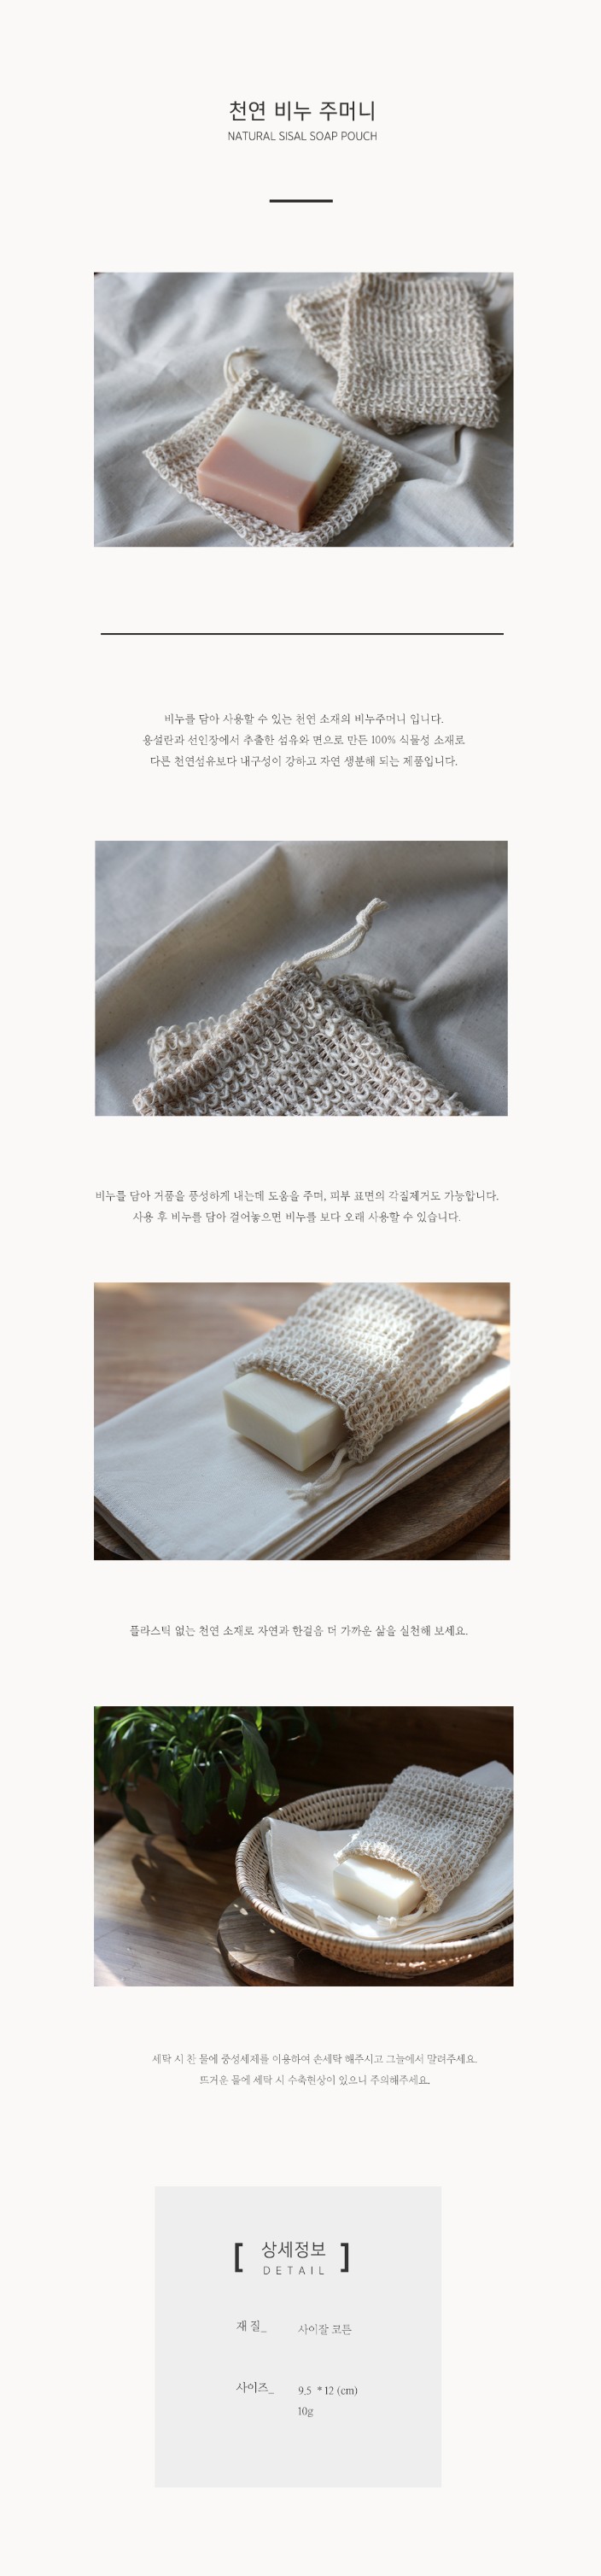 천연 비누 주머니
NATURAL SISAL SOAP POUCH
비누를 담아 사용할 수 있는 천연 소재의 비누주머니 입니다.
용설란과 선인장에서 추출한 섬유와 면으로 만든 100% 식물성 소재로
다른 천연섬유보다 내구성이 강하고 자연 생분해 되는 제품입니다.
비누를 담아 거품을 풍성하게 내는데 도움을 주며, 피부 표면의 각질제거도 가능합니다.
사용 후 비누를 담아 걸어놓으면 비누를 보다 오래 사용할 수 있습니다.
플라스틱 없는 천연 소재로 자연과 한걸음 더 가까운 삶을 실천해 보세요.
세탁 시 찬 물에 중성세제를 이용하여 손세탁 해주시고 그늘에서 말려주세요.
뜨거운 물에 세탁 시 수축현상이 있으니 주의해주세요.
[ 상세정보 ]
DETAIL
재 질_ 사이잘 코튼
사이즈_ 9.5 * 12 (cm)
10g